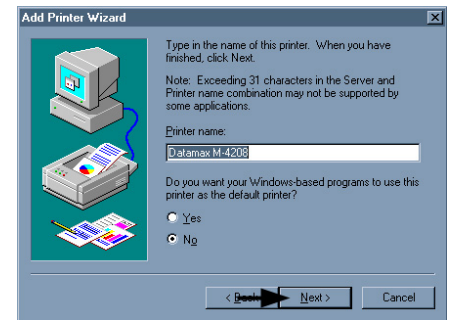 Add Printer Wizard
Type in the name of this printer. When you have
finished, click Next.
Note: Exceeding 31 characters in the Server and
Printer name combination may not be supported by
some applications.
Printer name:
Datamax M-4208
Do you want your Windows-based programs to use this
printer as the default printer?
Yes
No
< Back Next > Cancel